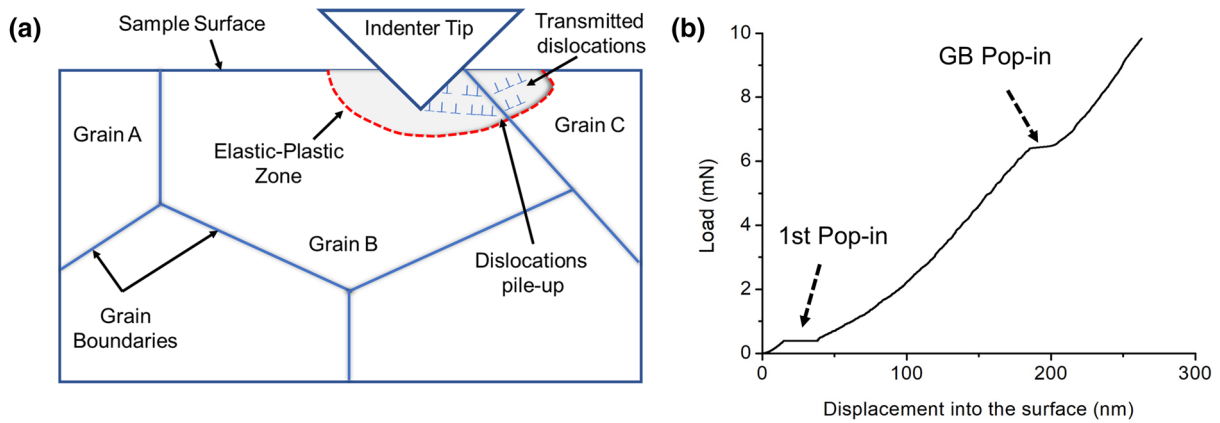 (a)
Sample Surface
Indenter Tip
Transmitted
dislocations
Grain A
Elastic-Plastic
Zone
Grain C
Grain B
Dislocations
pile-up
Grain
Boundaries
(b)
10
8
6
4
2
0
Load (mN)
GB Pop-in
1st Pop-in
0
100
200
300
Displacement into the surface (nm)